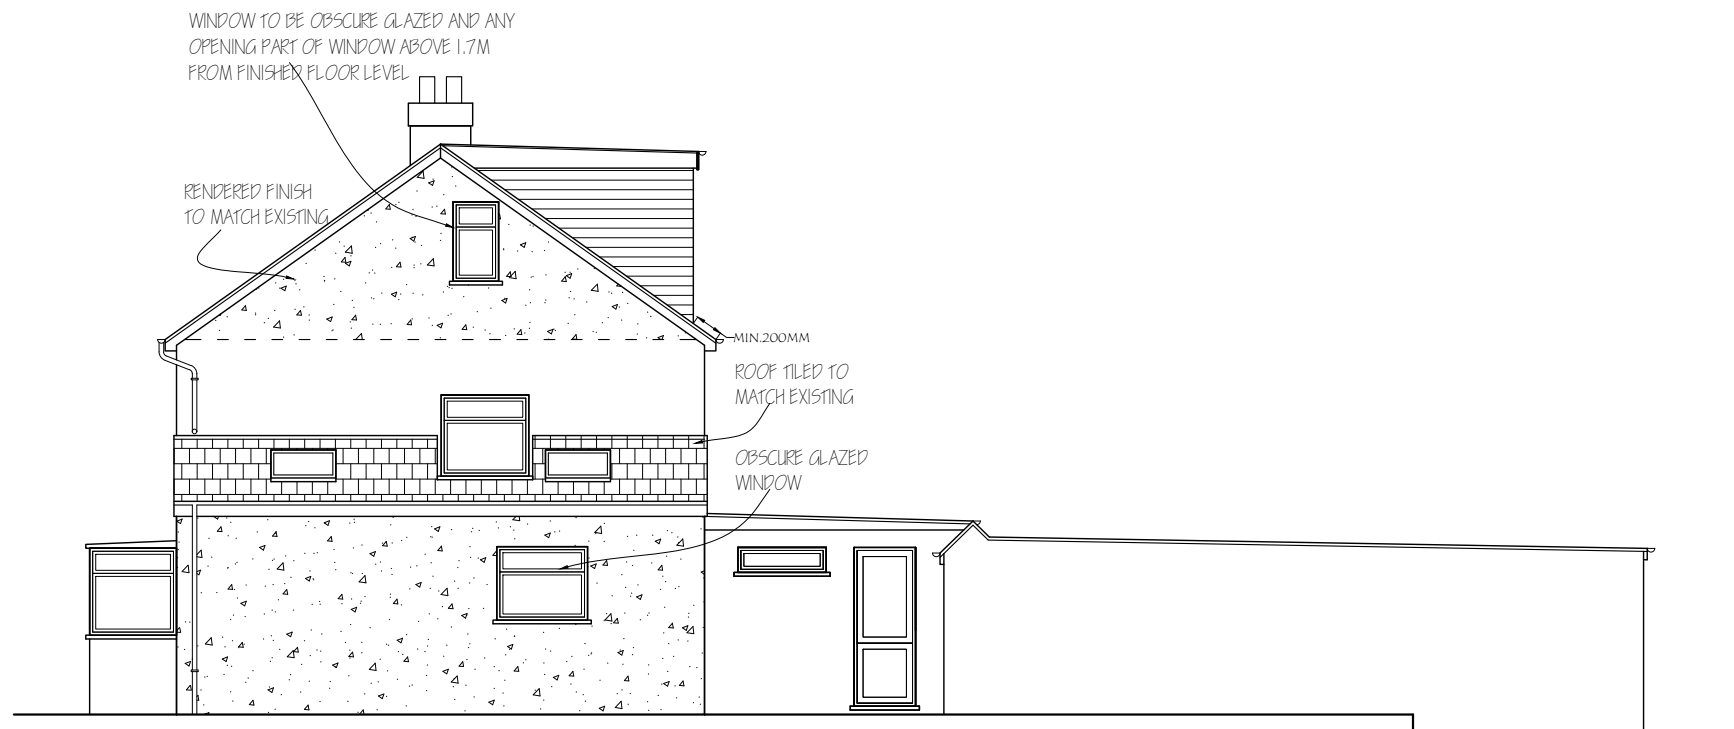 WINDOW TO BE OBSCURE GLAZED AND ANY
OPENING PART OF WINDOW ABOVE 1.7M
FROM FINISHED FLOOR LEVEL
RENDERED FINISH
TO MATCH EXISTING
MIN.200MM
ROOF TILED TO
MATCH EXISTING
OBSCURE GLAZED
WINDOW